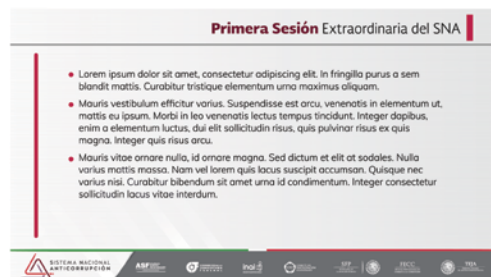 Primera Sesión Extraordinaria del SNA
Lorem ipsum dolor sit amet, consectetur adipiscing elit. In fringilla purus a sem
blandit mattis. Curabitur tristique elementum urna maximus aliquam.
Mauris vestibulum efficitur varius. Suspendisse est arcu, venenatis in elementum ut,
mattis eu ipsum. Morbi in leo venenatis lectus tempus tincidunt. Integer dapibus,
enim a elementum luctus, dui elit sollicitudin risus, quis pulvinar risus ex quis
magna. Integer quis risus arcu.
Mauris vitae ornare nulla, id ornare magna. Sed dictum et elit at sodales. Nulla
varius mattis massa. Nam vel lorem quis lacus suscipit accumsan. Quisque nec
varius nisi. Curabitur bibendum sit amet urna id condimentum. Integer consectetur
sollicitudin lacus vitae interdum.
SISTEMA NACIONAL
ANTICORRUPCIÓN
ASF
inai
SFP
FECC
TFJA